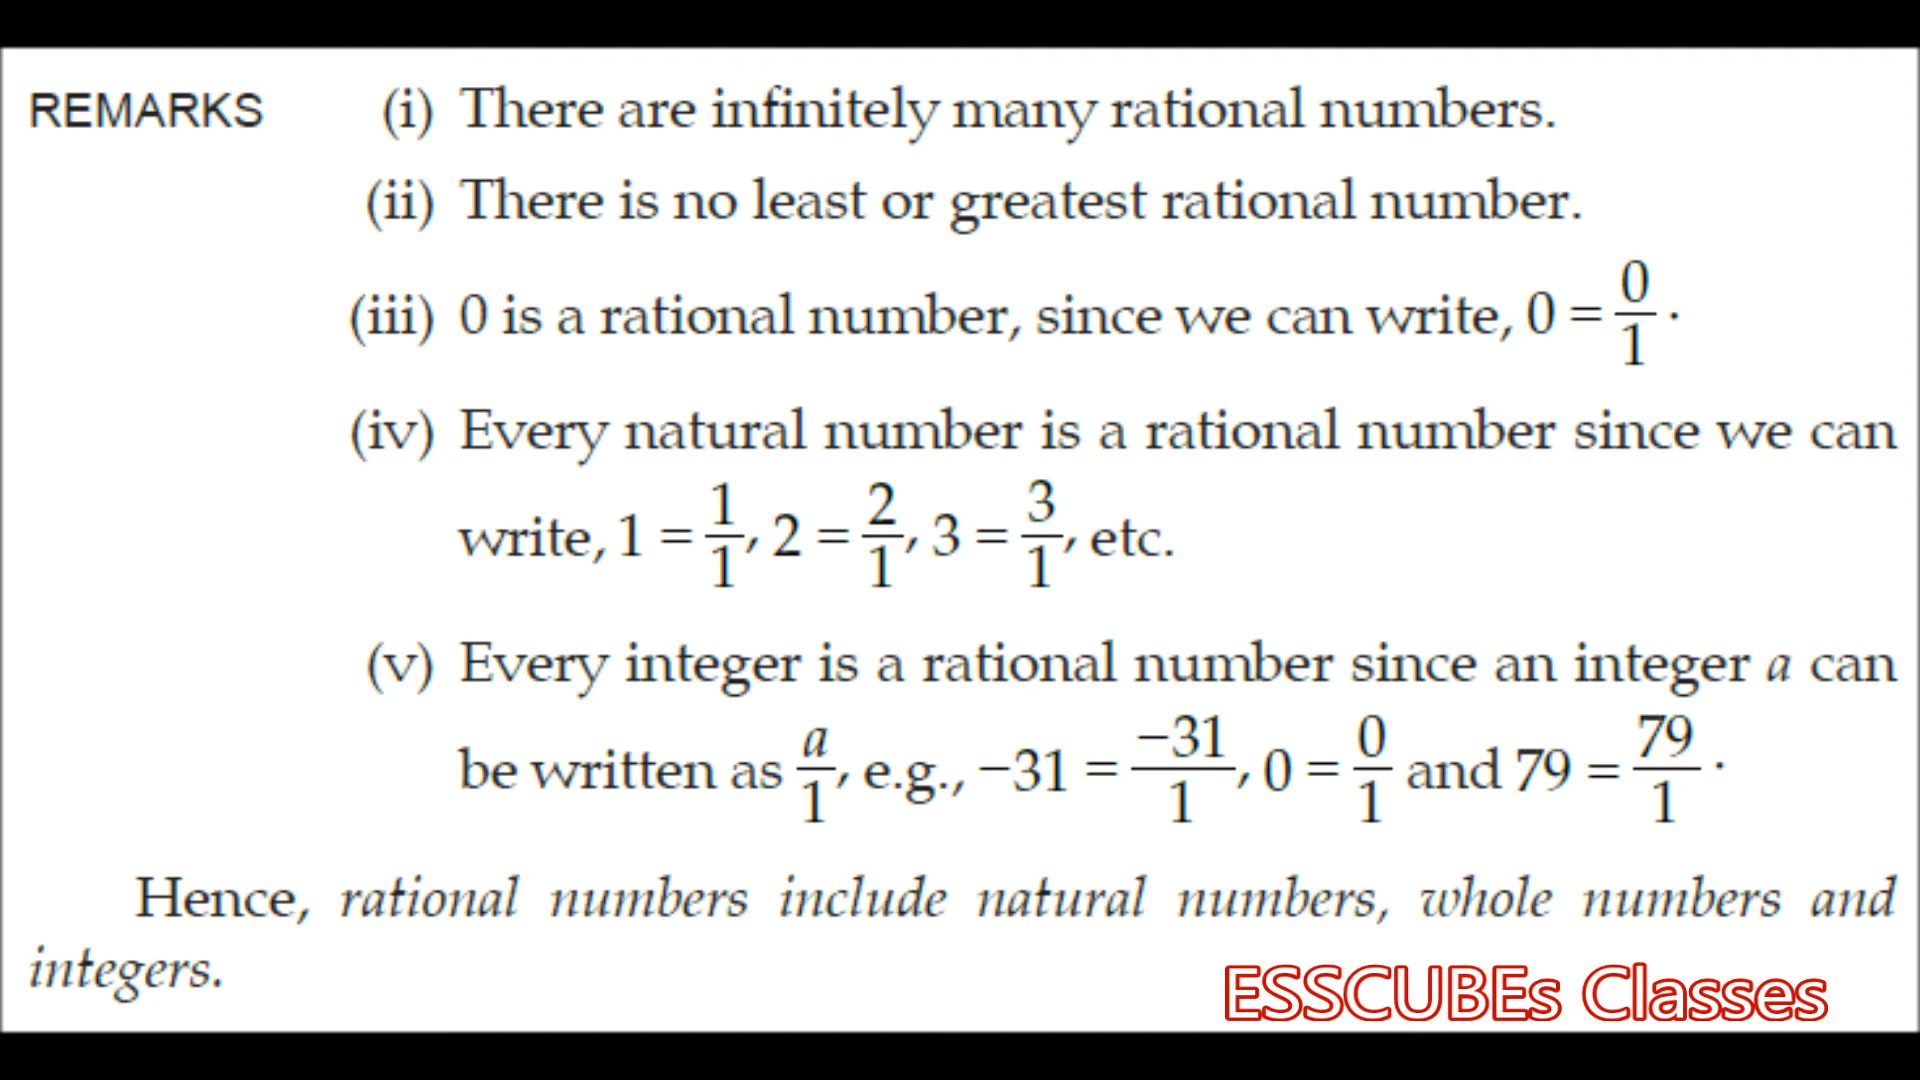 REMARKS (i) There are infinitely many rational numbers.
(ii) There is no least or greatest rational number.
(iii) 0 is a rational number, since we can write, 0 = 0/1 ·
(iv) Every natural number is a rational number since we can
write, 1 = 1/1, 2 = 2/1, 3 = 3/1, etc.
(v) Every integer is a rational number since an integer a can
be written as a/1, e.g., −31 = −31/1, 0 = 0/1 and 79 = 79/1 ·
Hence, rational numbers include natural numbers, whole numbers and
integers.
ESSCUBEs Classes